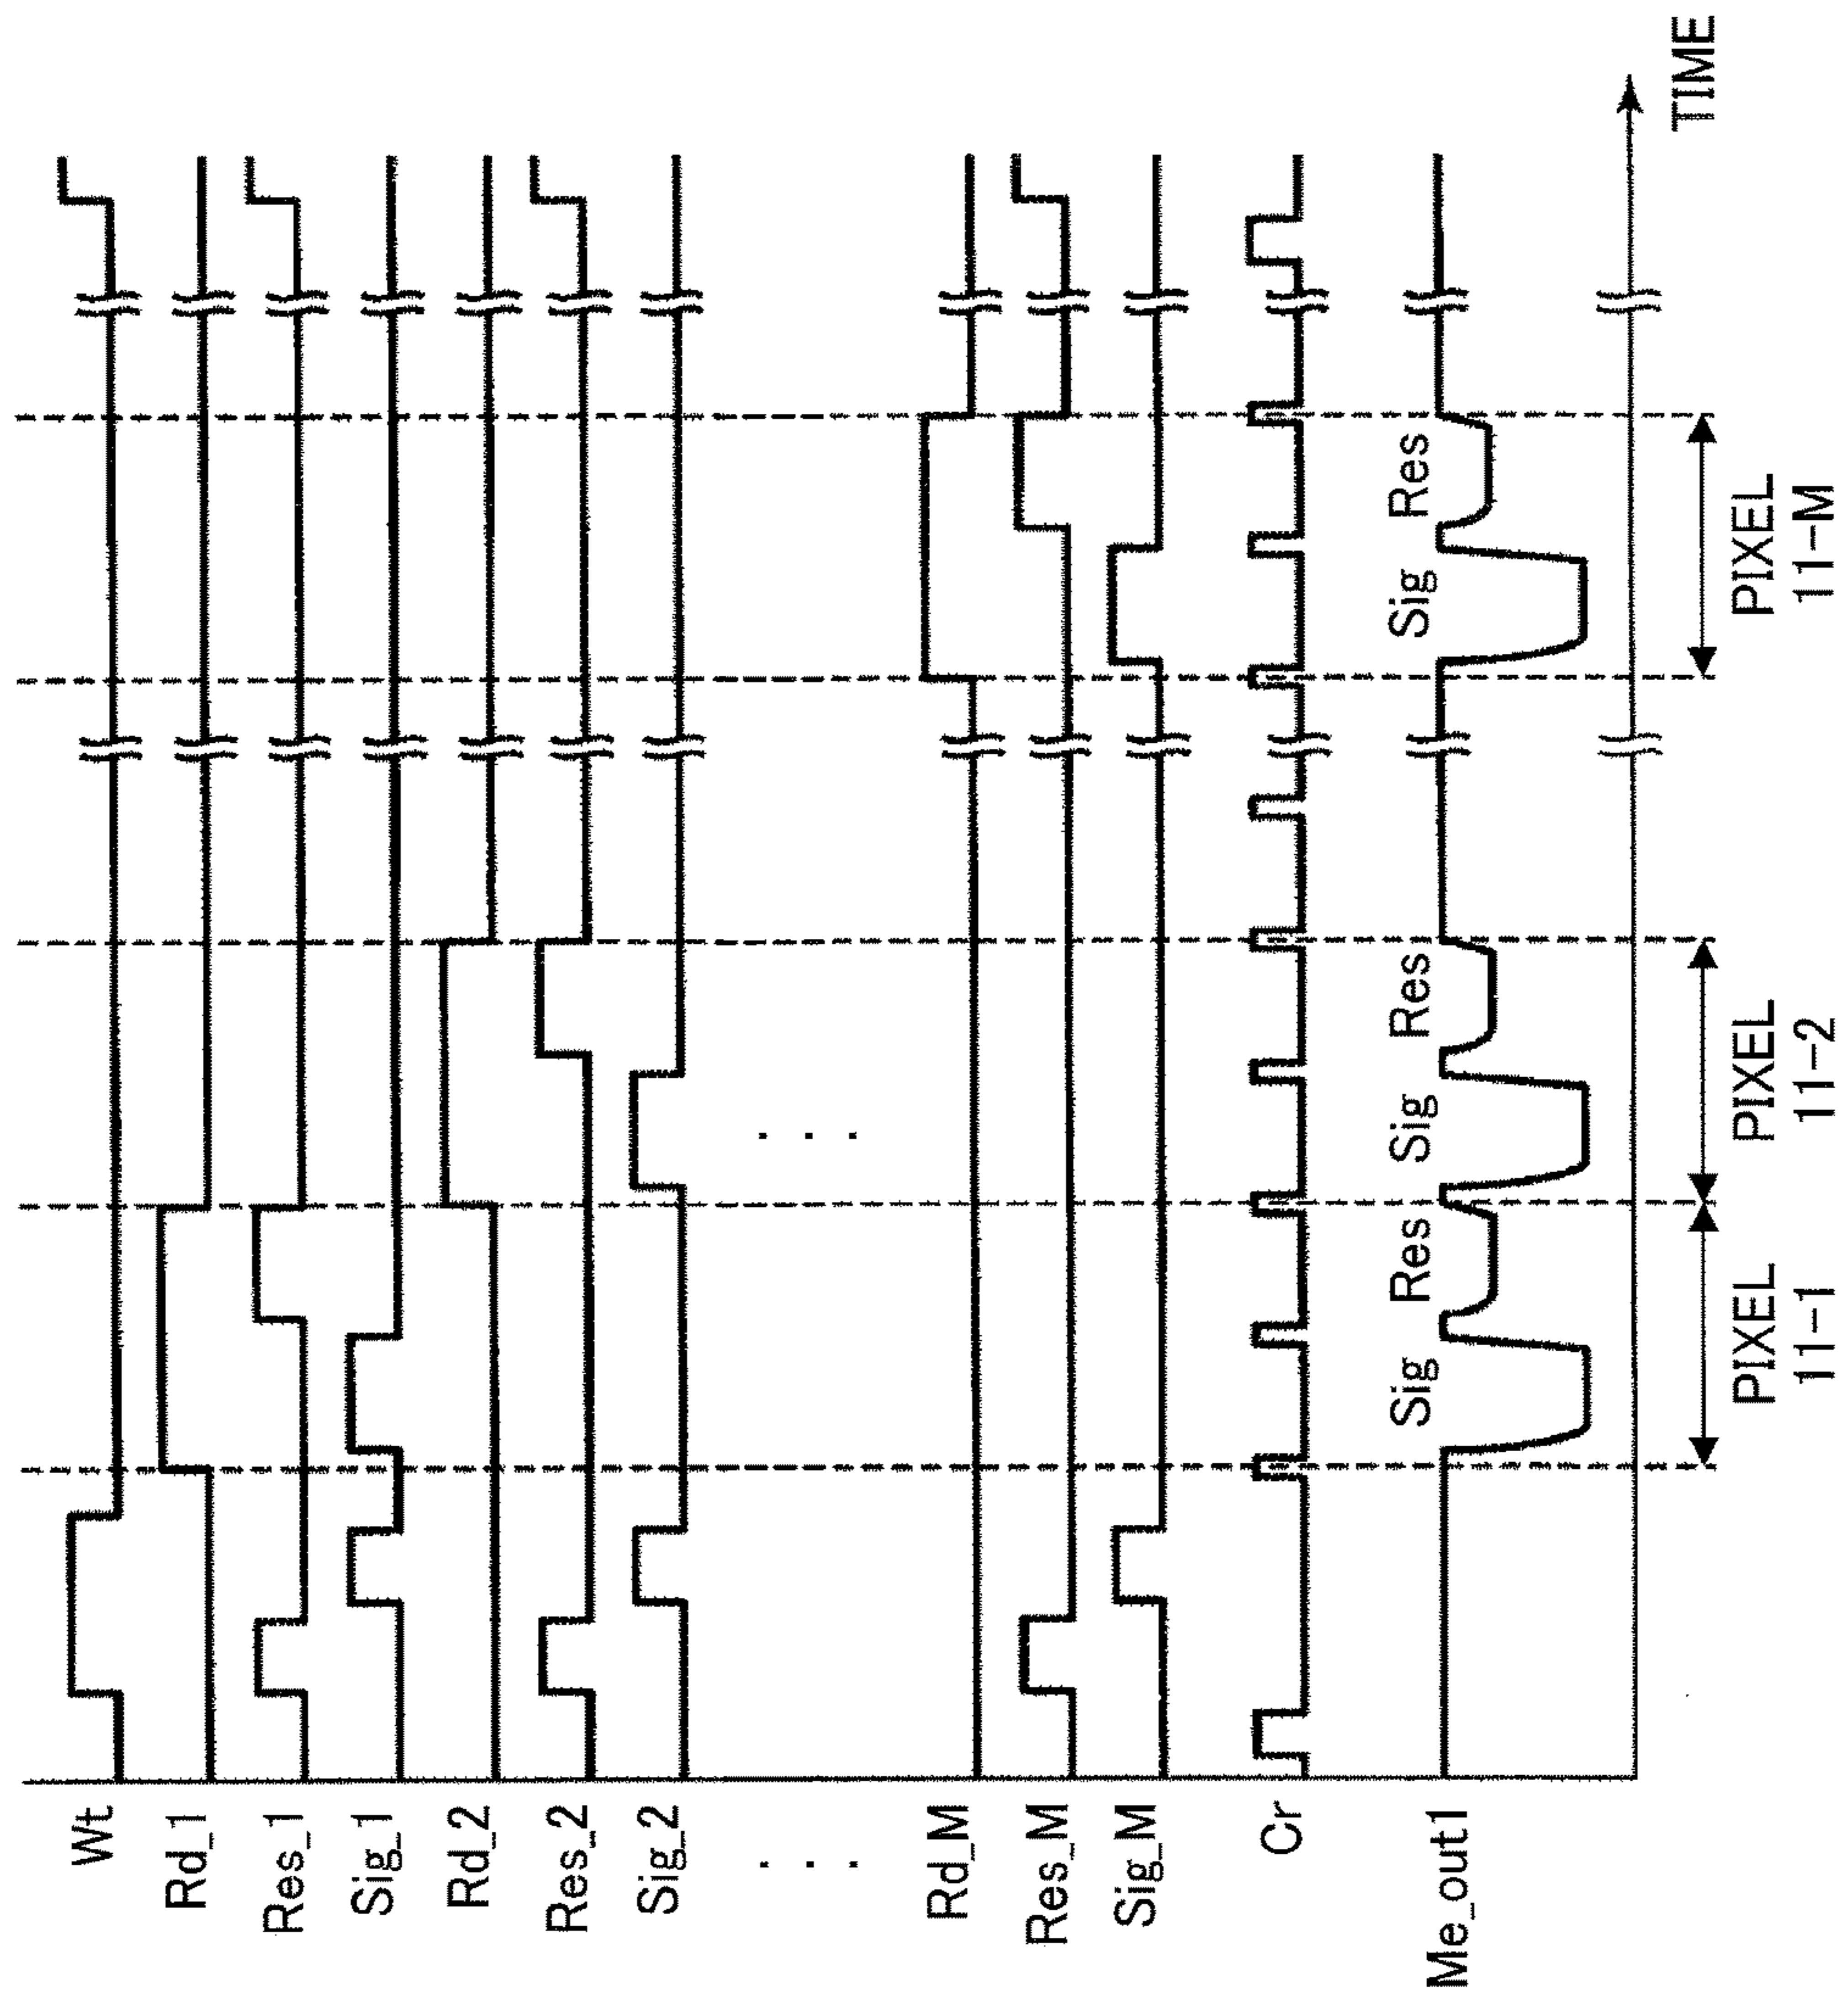 Wt
Rd_1
Res_1
Sig_1
Rd_2
Res_2
Sig_2
. . .
. . .
Rd_M
Res_M
Sig_M
Cr
Me_out1
Sig
Res
Sig
Res
Sig
Res
TIME
PIXEL
11-1
PIXEL
11-2
PIXEL
11-M